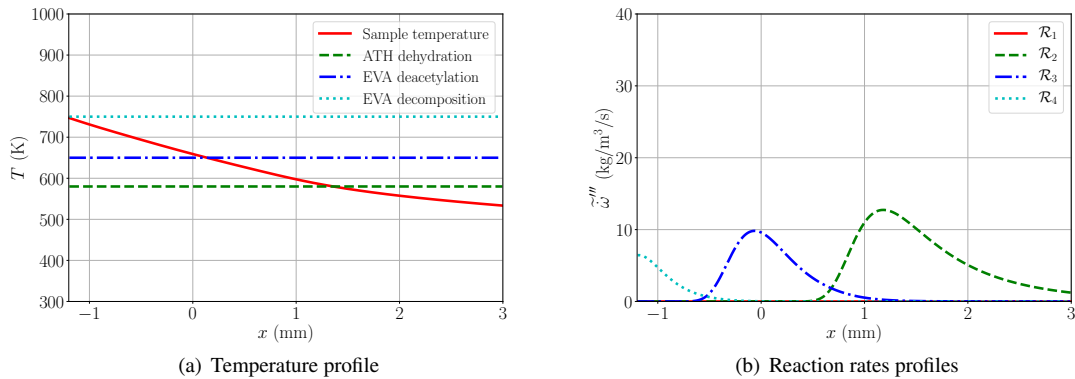 1000
900
800
700
600
500
400
300
T (K)
Sample temperature
ATH dehydration
EVA deacetylation
EVA decomposition
−1 0 1 2 3
x (mm)
(a) Temperature profile
40
30
20
10
0
ω̃̇''' (kg/m³/s)
ℛ₁
ℛ₂
ℛ₃
ℛ₄
−1 0 1 2 3
x (mm)
(b) Reaction rates profiles